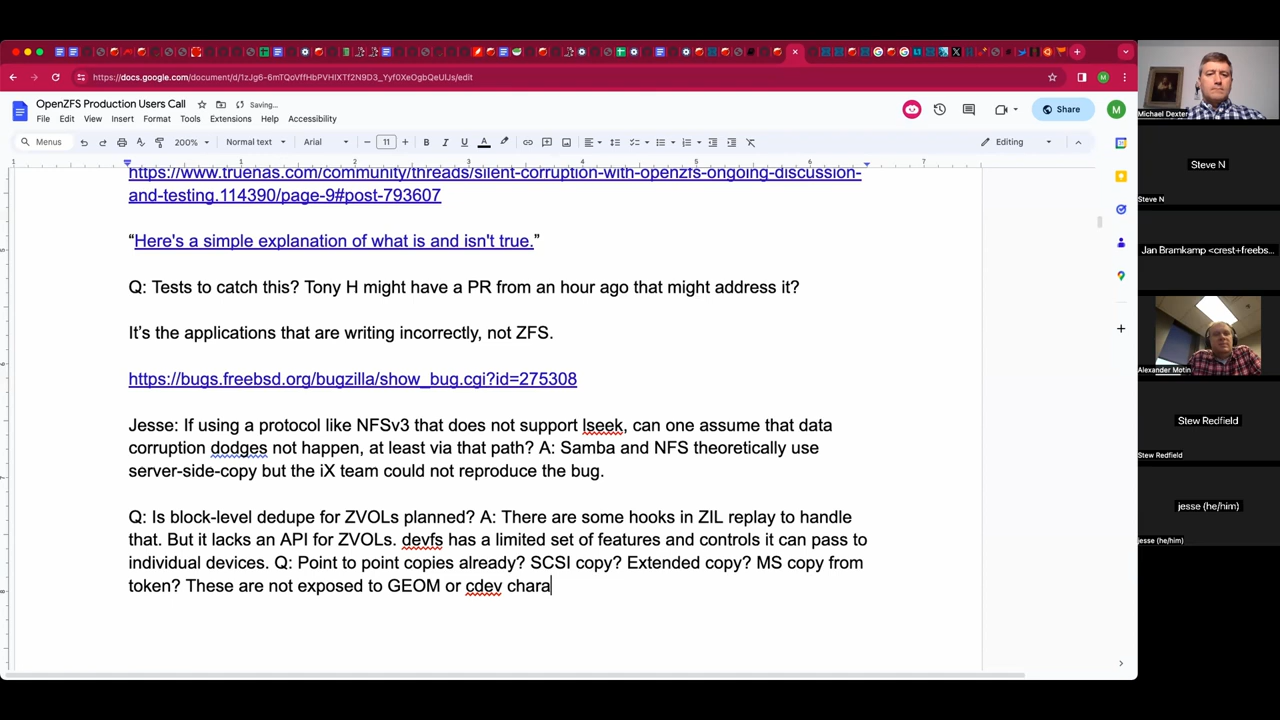 https://docs.google.com/document/d/1zJg6-6mTQoVffHbPVHIXTf2N9D3_Yyf0XeOgbQeUIJs/edit
OpenZFS Production Users Call
Saving...
File Edit View Insert Format Tools Extensions Help Accessibility
Share
M
Menus
200%
Normal text
Arial
11
Editing
https://www.truenas.com/community/threads/silent-corruption-with-openzfs-ongoing-discussion-
and-testing.114390/page-9#post-793607
“Here's a simple explanation of what is and isn't true.”
Q: Tests to catch this? Tony H might have a PR from an hour ago that might address it?
It’s the applications that are writing incorrectly, not ZFS.
https://bugs.freebsd.org/bugzilla/show_bug.cgi?id=275308
Jesse: If using a protocol like NFSv3 that does not support lseek, can one assume that data
corruption dodges not happen, at least via that path? A: Samba and NFS theoretically use
server-side-copy but the iX team could not reproduce the bug.
Q: Is block-level dedupe for ZVOLs planned? A: There are some hooks in ZIL replay to handle
that. But it lacks an API for ZVOLs. devfs has a limited set of features and controls it can pass to
individual devices. Q: Point to point copies already? SCSI copy? Extended copy? MS copy from
token? These are not exposed to GEOM or cdev chara
Michael Dexter
Steve N
Steve N
Jan Bramkamp <crest+freebs...
Alexander Motin
Stew Redfield
Stew Redfield
jesse (he/him)
jesse (he/him)